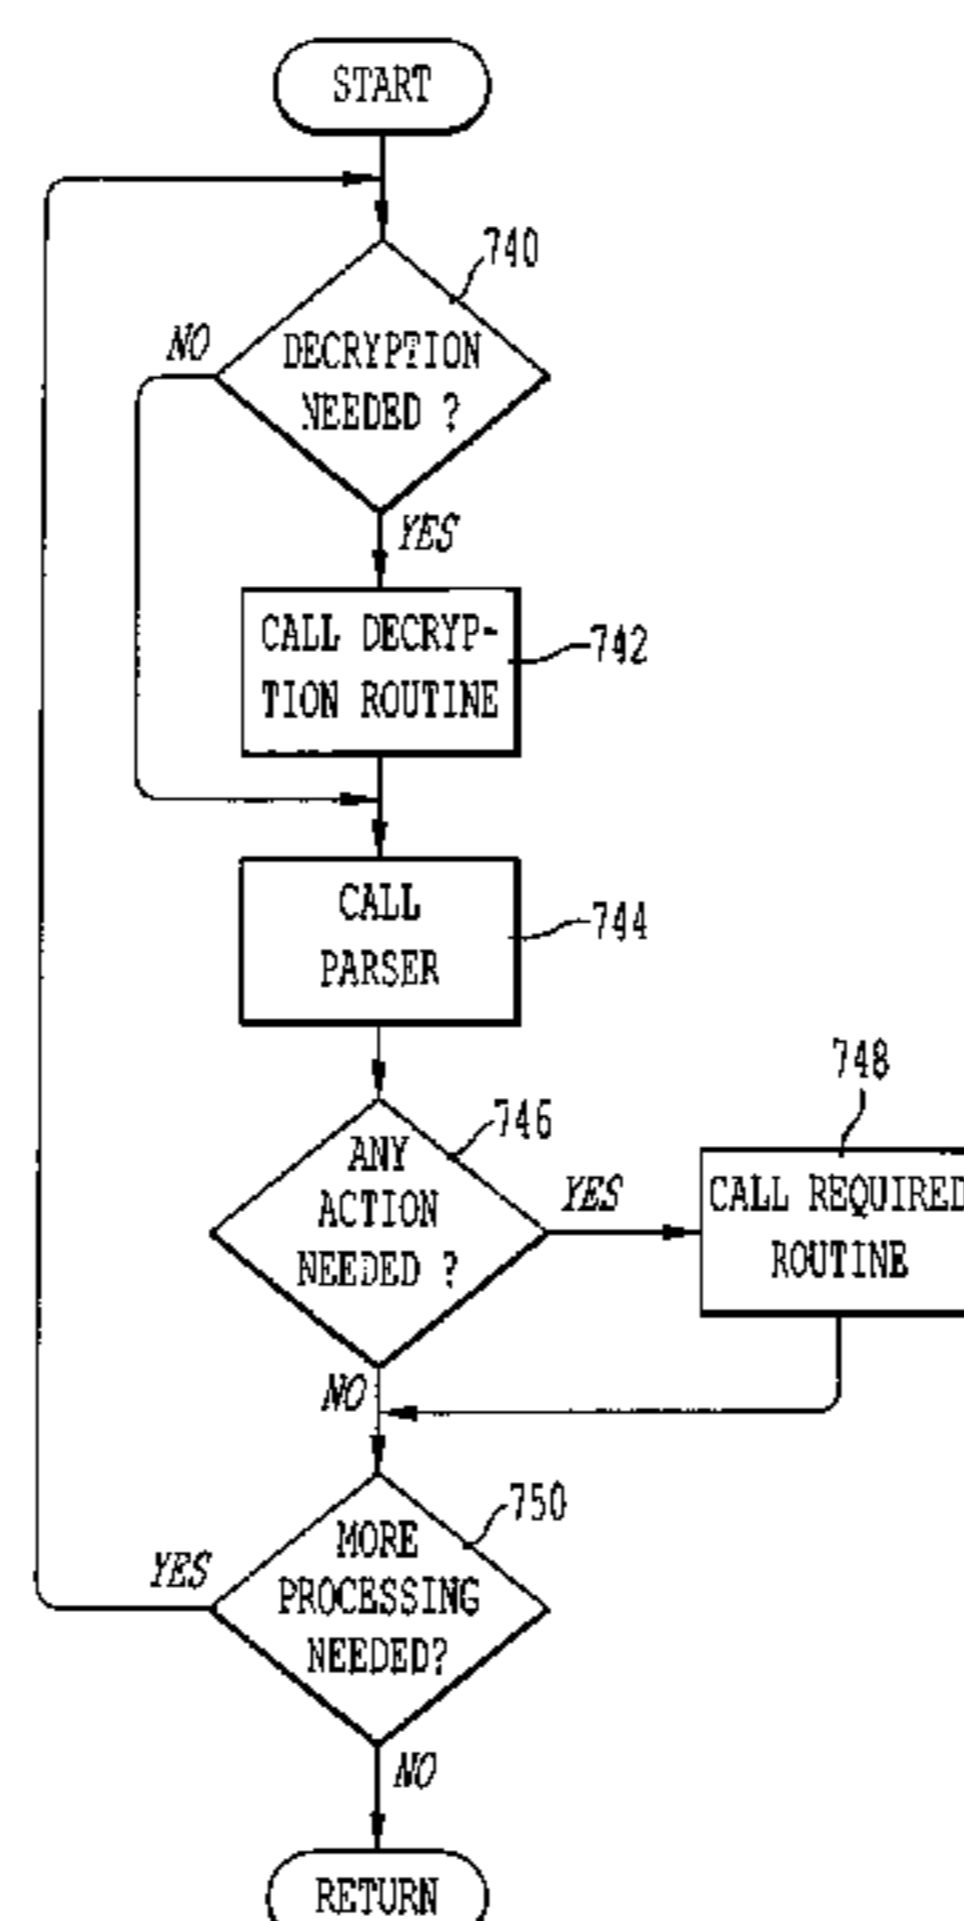 START
740
NO
DECRYPTION
NEEDED ?
YES
CALL DECRYP-
TION ROUTINE
742
CALL
PARSER
744
746
ANY
ACTION
NEEDED ?
YES
748
CALL REQUIRED
ROUTINE
NO
750
MORE
PROCESSING
NEEDED?
YES
NO
RETURN